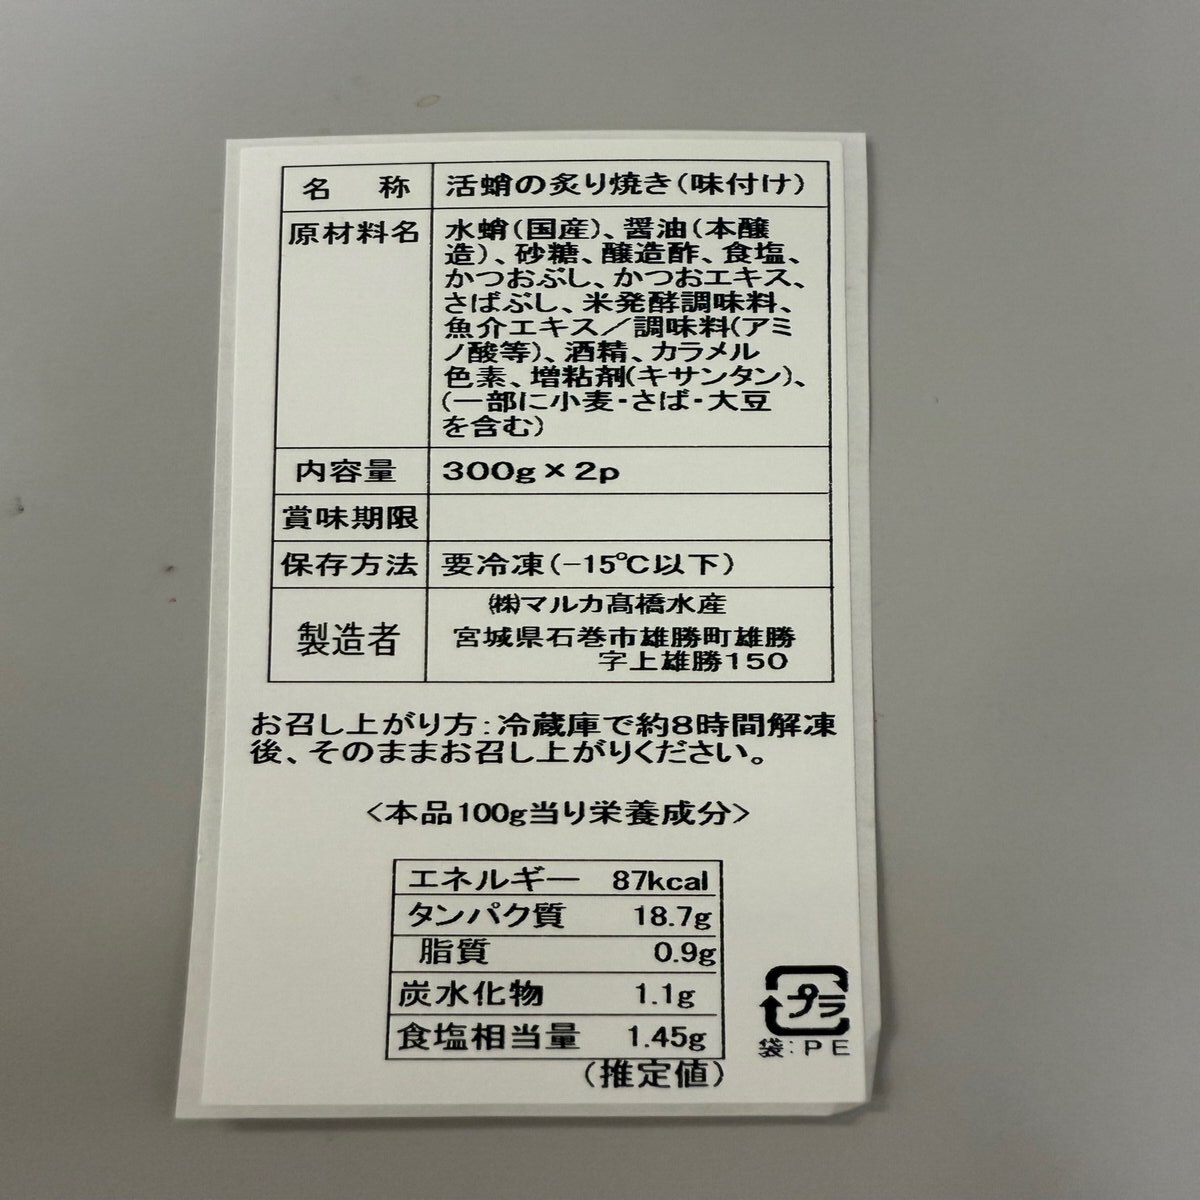 名 称 活蛸の炙り焼き(味付け)
原材料名 水蛸(国産)、醤油(本醸
造)、砂糖、醸造酢、食塩、
かつおぶし、かつおエキス、
さばぶし、米発酵調味料、
魚介エキス/調味料(アミ
ノ酸等)、酒精、カラメル
色素、増粘剤(キサンタン)、
(一部に小麦・さば・大豆
を含む)
内容量 300g×2p
賞味期限
保存方法 要冷凍(-15℃以下)
製造者 ㈱マルカ髙橋水産
宮城県石巻市雄勝町雄勝
字上雄勝150
お召し上がり方:冷蔵庫で約8時間解凍
後、そのままお召し上がりください。
<本品100g当り栄養成分>
エネルギー 87kcal
タンパク質 18.7g
脂質 0.9g
炭水化物 1.1g
食塩相当量 1.45g
(推定値)
プラ
袋:PE